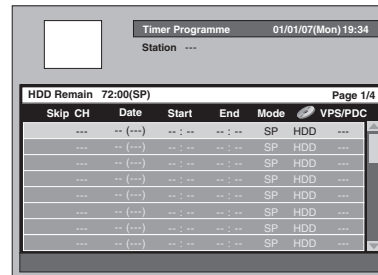 Timer Programme 01/01/07(Mon) 19:34
Station ---
HDD Remain 72:00(SP) Page 1/4
Skip CH Date Start End Mode VPS/PDC
--- -- (---) -- : -- -- : -- SP HDD ---
--- -- (---) -- : -- -- : -- SP HDD ---
--- -- (---) -- : -- -- : -- SP HDD ---
--- -- (---) -- : -- -- : -- SP HDD ---
--- -- (---) -- : -- -- : -- SP HDD ---
--- -- (---) -- : -- -- : -- SP HDD ---
--- -- (---) -- : -- -- : -- SP HDD ---
--- -- (---) -- : -- -- : -- SP HDD ---